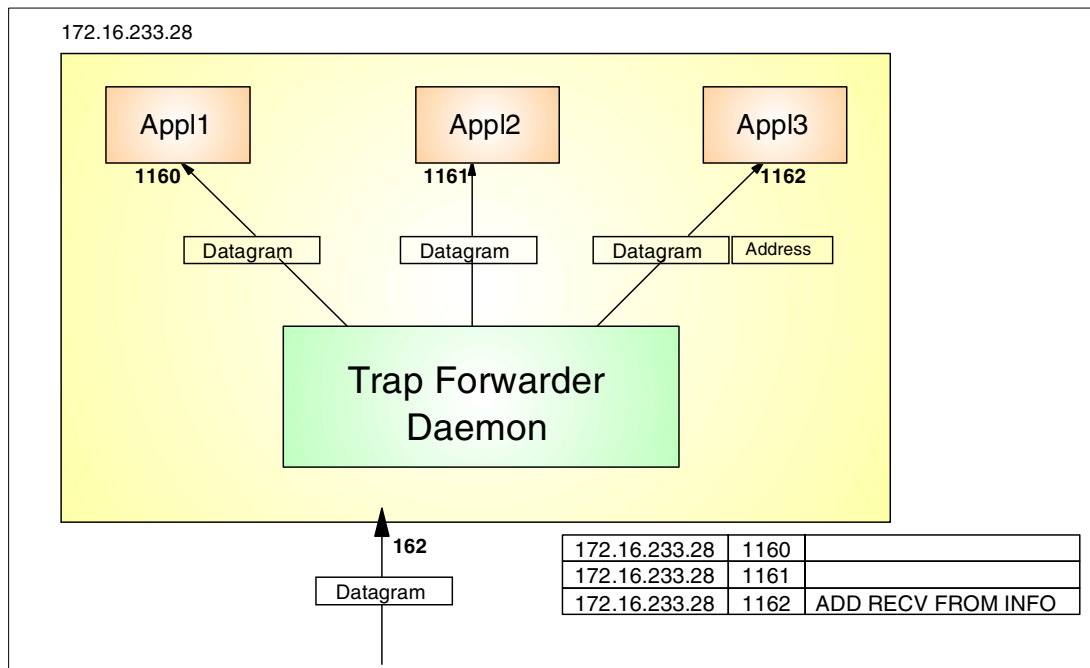 172.16.233.28
Appl1
Appl2
Appl3
1160
1161
1162
Datagram
Datagram
Datagram
Address
Trap Forwarder
Daemon
162
Datagram
172.16.233.28 1160
172.16.233.28 1161
172.16.233.28 1162 ADD RECV FROM INFO